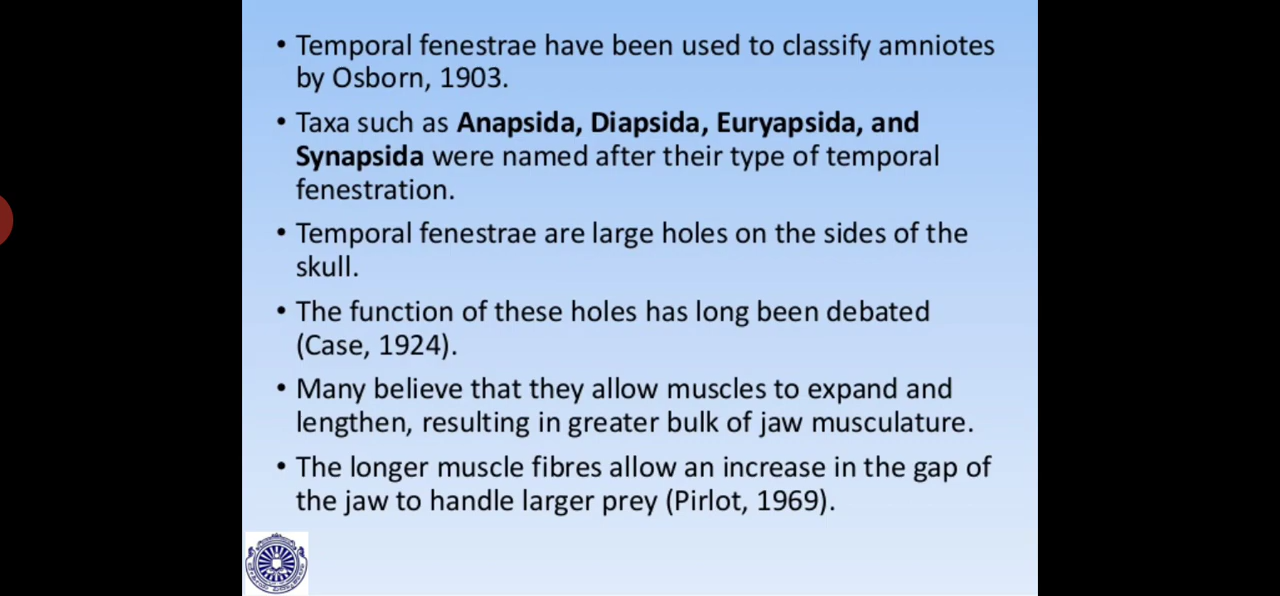 • Temporal fenestrae have been used to classify amniotes
by Osborn, 1903.
• Taxa such as Anapsida, Diapsida, Euryapsida, and
Synapsida were named after their type of temporal
fenestration.
• Temporal fenestrae are large holes on the sides of the
skull.
• The function of these holes has long been debated
(Case, 1924).
• Many believe that they allow muscles to expand and
lengthen, resulting in greater bulk of jaw musculature.
• The longer muscle fibres allow an increase in the gap of
the jaw to handle larger prey (Pirlot, 1969).